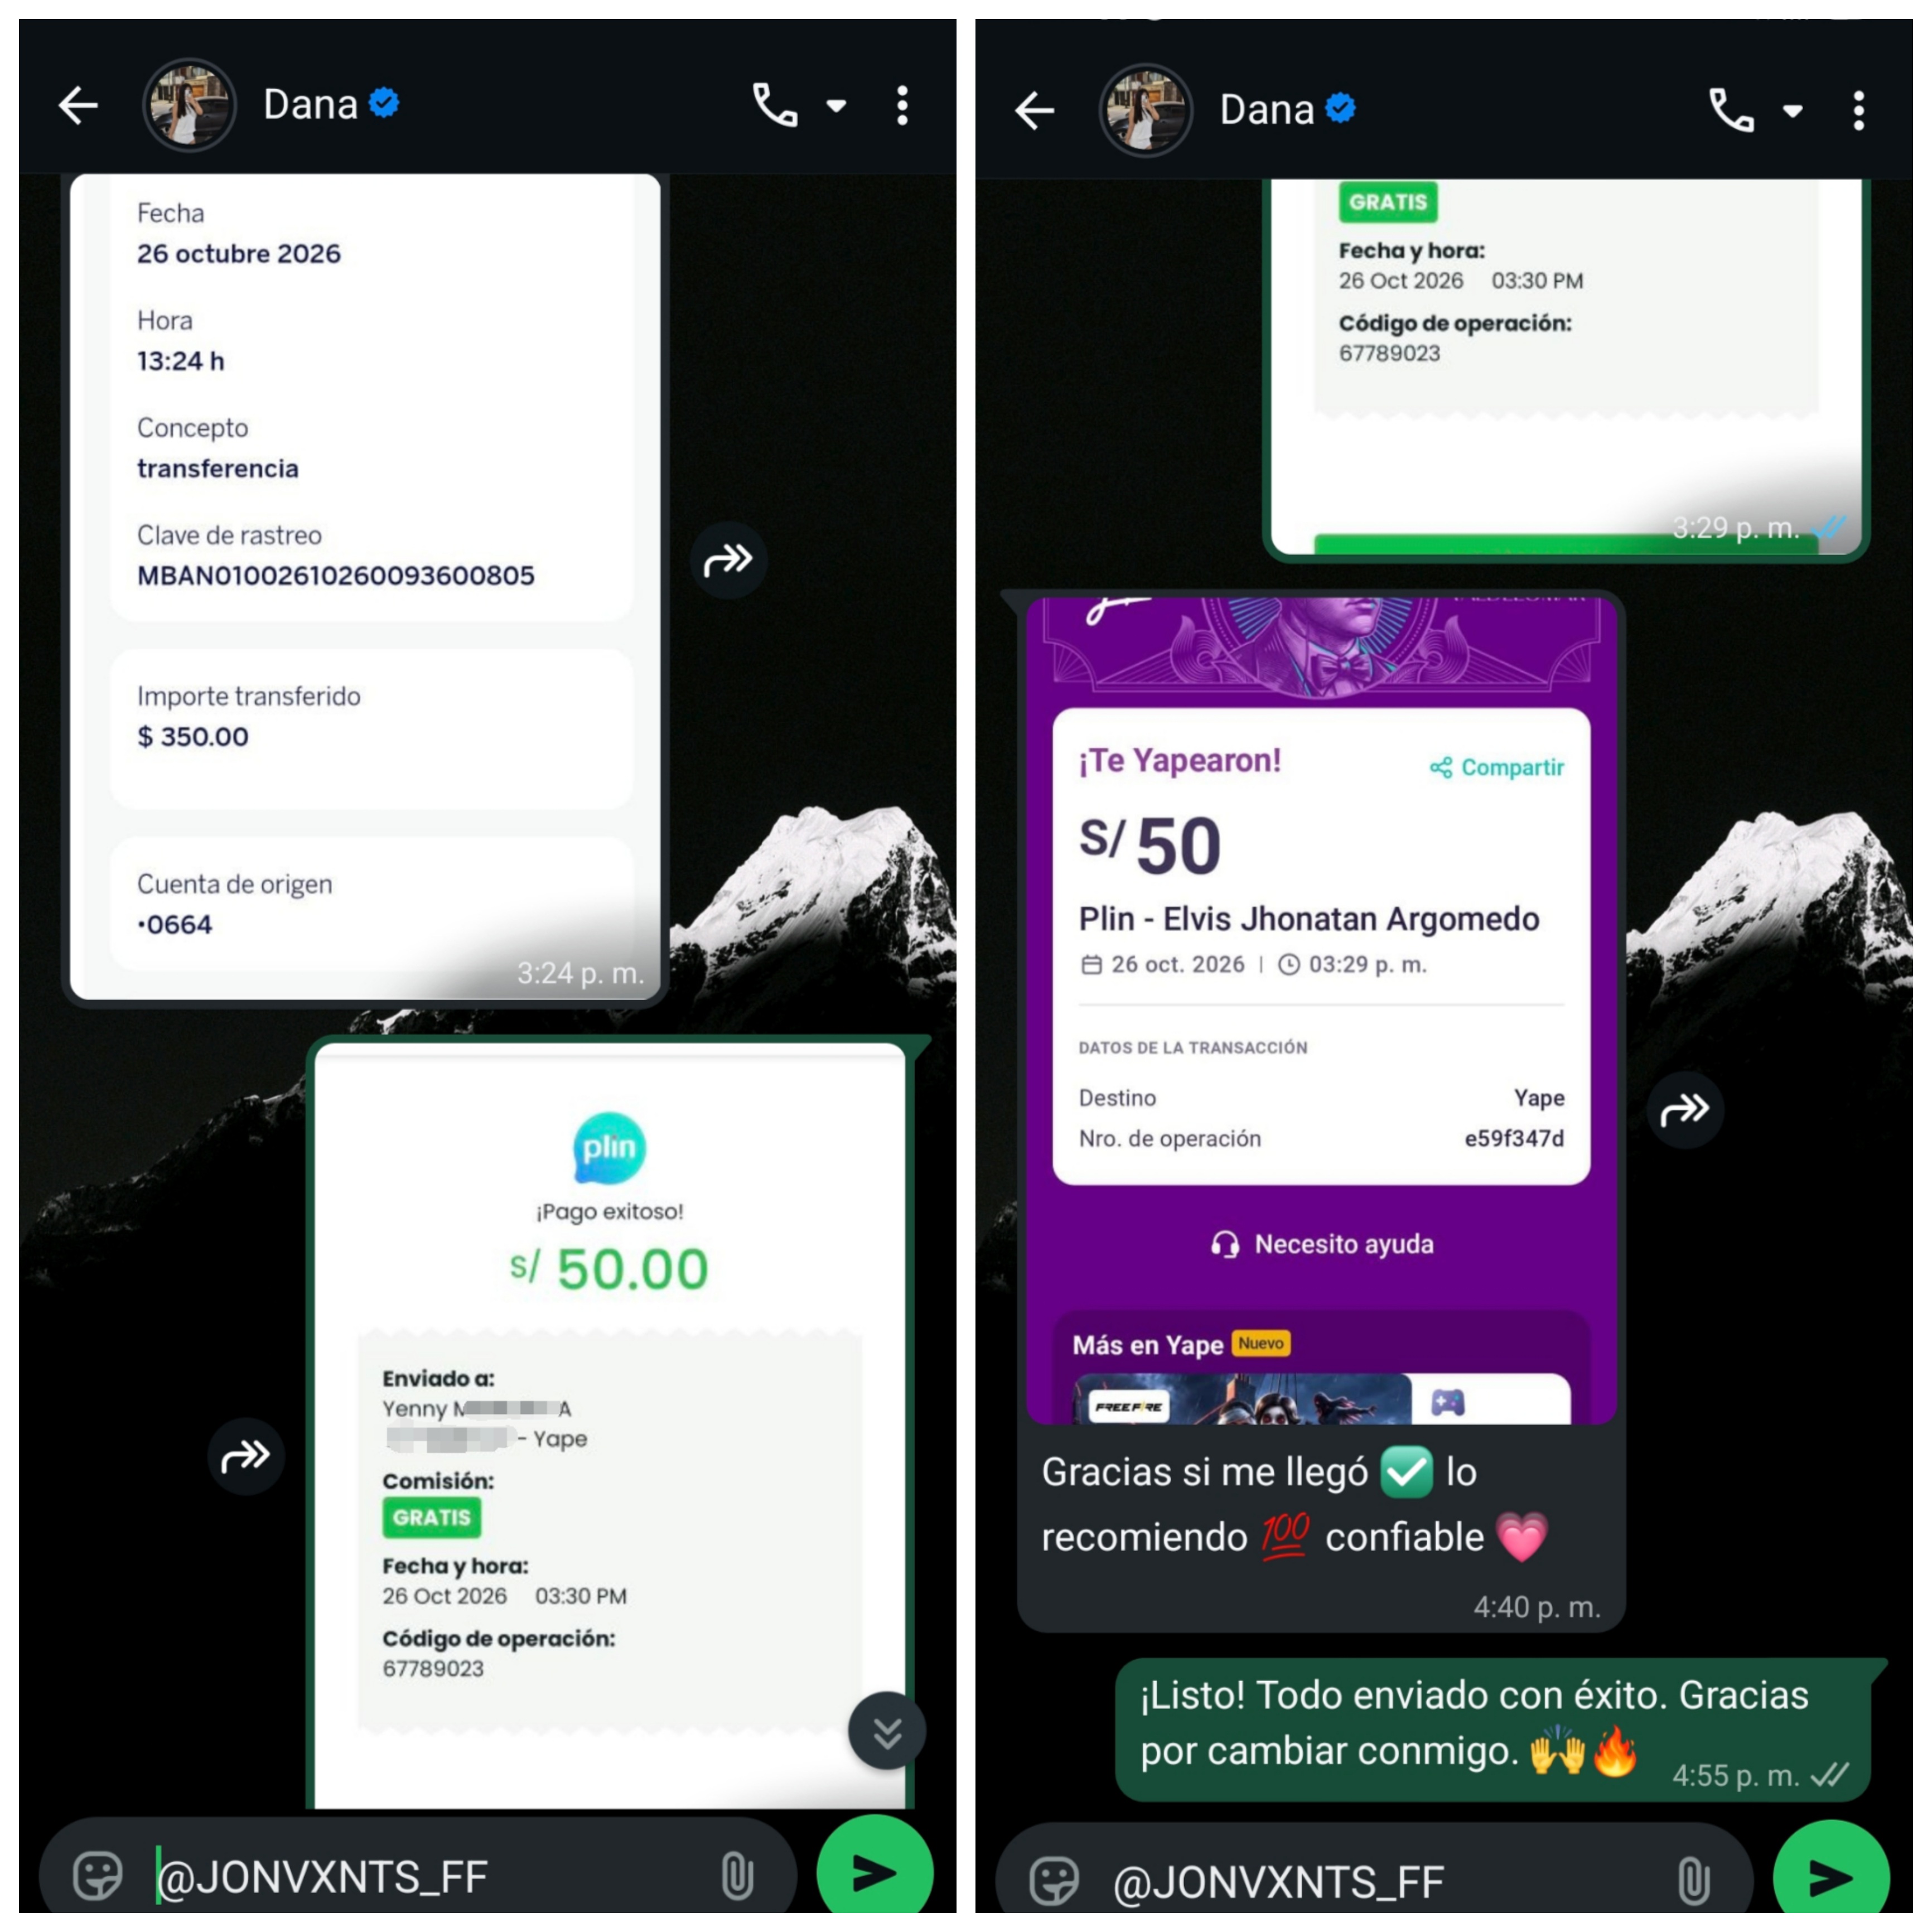 Dana
Fecha
26 octubre 2026
Hora
13:24 h
Concepto
transferencia
Clave de rastreo
MBAN01002610260093600805
Importe transferido
$ 350.00
Cuenta de origen
•0664
3:24 p. m.
plin
¡Pago exitoso!
s/ 50.00
Enviado a:
Yenny
- Yape
Comisión:
GRATIS
Fecha y hora:
26 Oct 2026 03:30 PM
Código de operación:
67789023
@JONVXNTS_FF
Dana
GRATIS
Fecha y hora:
26 Oct 2026 03:30 PM
Código de operación:
67789023
3:29 p. m.
¡Te Yapearon!
Compartir
S/ 50
Plin - Elvis Jhonatan Argomedo
26 oct. 2026 | 03:29 p. m.
DATOS DE LA TRANSACCIÓN
Destino Yape
Nro. de operación e59f347d
Necesito ayuda
Más en Yape Nuevo
FREE FIRE
Gracias si me llegó ✅ lo
recomiendo 💯 confiable 💗
4:40 p. m.
¡Listo! Todo enviado con éxito. Gracias
por cambiar conmigo. 🙌🔥 4:55 p. m.
@JONVXNTS_FF